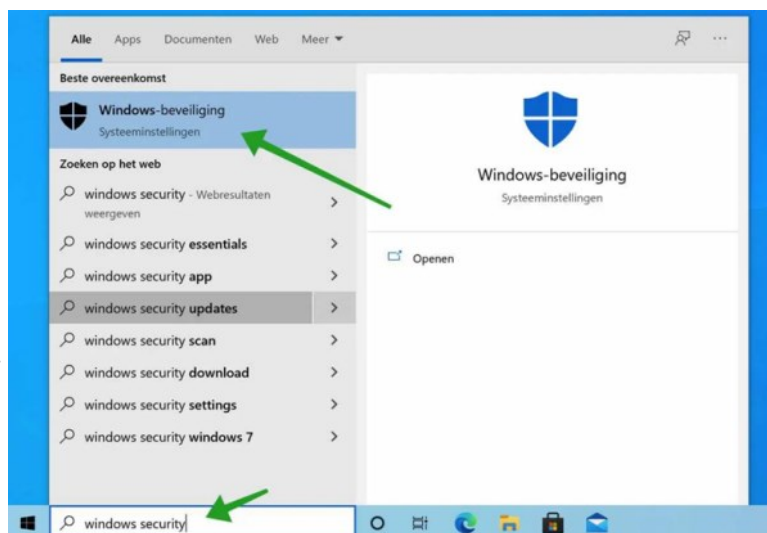 Alle Apps Documenten Web Meer
Beste overeenkomst
Windows-beveiliging
Systeeminstellingen
Zoeken op het web
windows security - Webresultaten
weergeven
windows security essentials
windows security app
windows security updates
windows security scan
windows security download
windows security settings
windows security windows 7
Windows-beveiliging
Systeeminstellingen
Openen
windows security